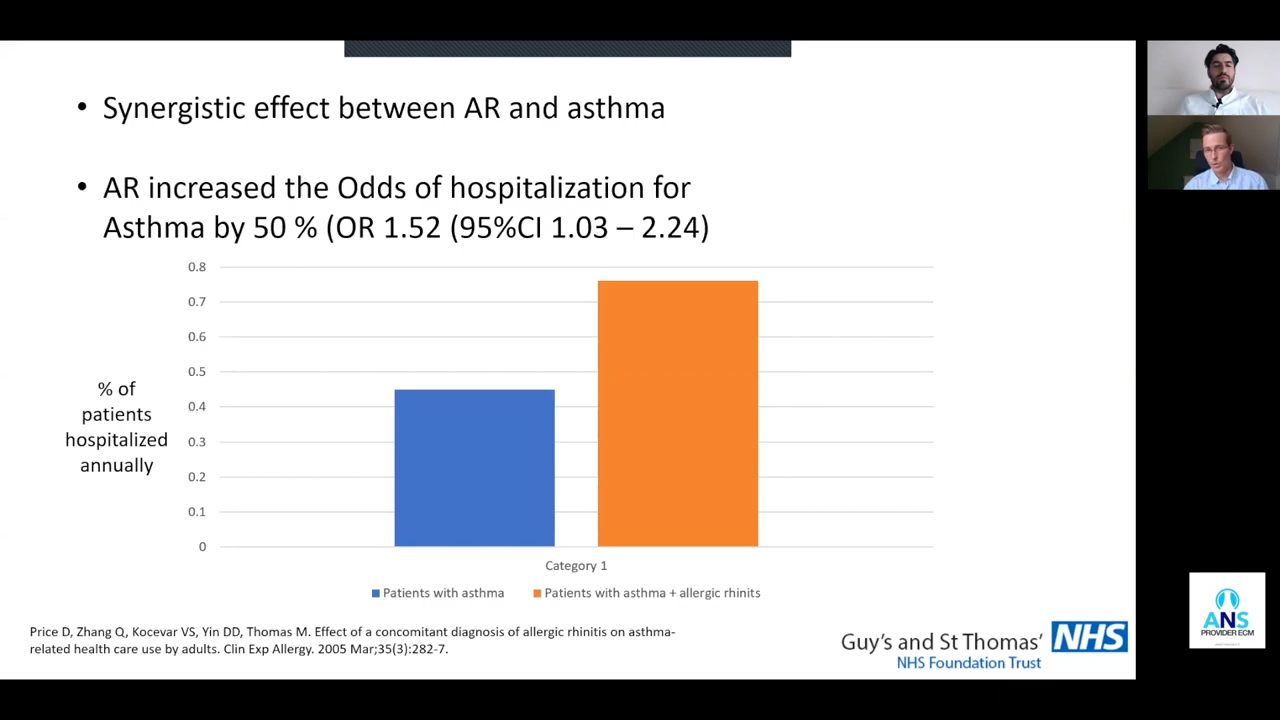 • Synergistic effect between AR and asthma
• AR increased the Odds of hospitalization for
Asthma by 50 % (OR 1.52 (95%CI 1.03 – 2.24)
% of
patients
hospitalized
annually
0.8
0.7
0.6
0.5
0.4
0.3
0.2
0.1
0
Category 1
Patients with asthma
Patients with asthma + allergic rhinits
Price D, Zhang Q, Kocevar VS, Yin DD, Thomas M. Effect of a concomitant diagnosis of allergic rhinitis on asthma-
related health care use by adults. Clin Exp Allergy. 2005 Mar;35(3):282-7.
Guy's and St Thomas'
NHS
NHS Foundation Trust
ANS
PROVIDER ECM